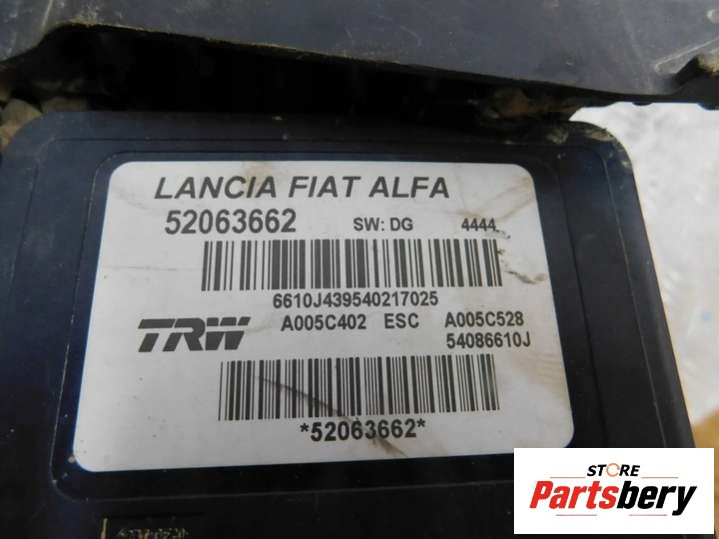 LANCIA FIAT ALFA
52063662 SW: DG 4444
6610J439540217025
TRW A005C402 ESC A005C528
54086610J
*52063662*
STORE
Partsbery